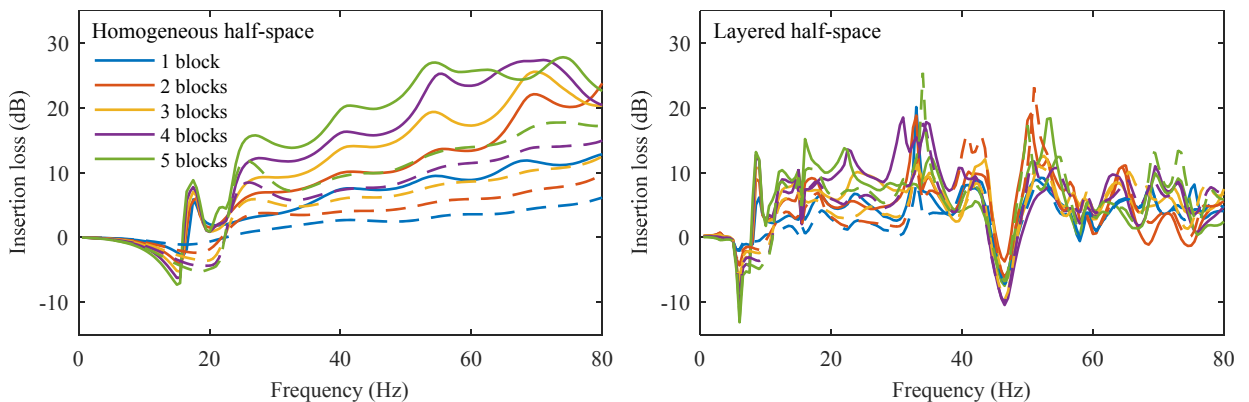 Homogeneous half-space
1 block
2 blocks
3 blocks
4 blocks
5 blocks
30
20
10
0
-10
0
20
40
60
80
Insertion loss (dB)
Frequency (Hz)
Layered half-space
30
20
10
0
-10
0
20
40
60
80
Insertion loss (dB)
Frequency (Hz)